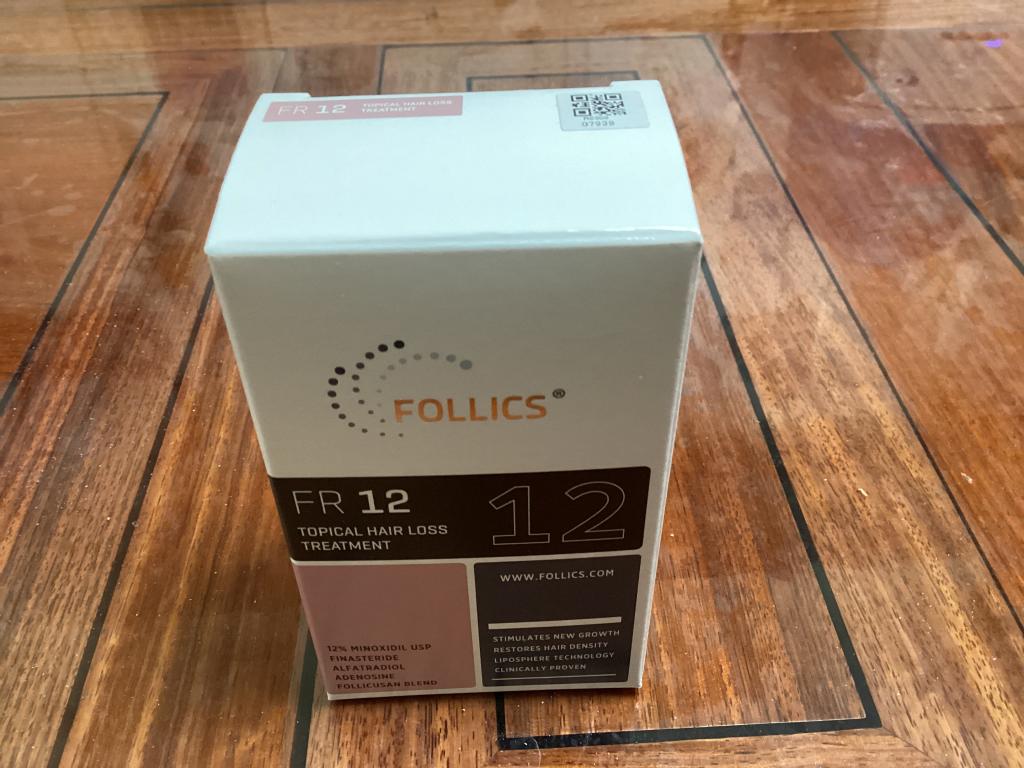 FR 12
TOPICAL HAIR LOSS
TREATMENT
07939
FOLLICS®
FR 12
TOPICAL HAIR LOSS
TREATMENT
12
WWW.FOLLICS.COM
STIMULATES NEW GROWTH
RESTORES HAIR DENSITY
LIPOSPHERE TECHNOLOGY
CLINICALLY PROVEN
12% MINOXIDIL USP
FINASTERIDE
ALFATRADIOL
ADENOSINE
FOLLICUSAN BLEND